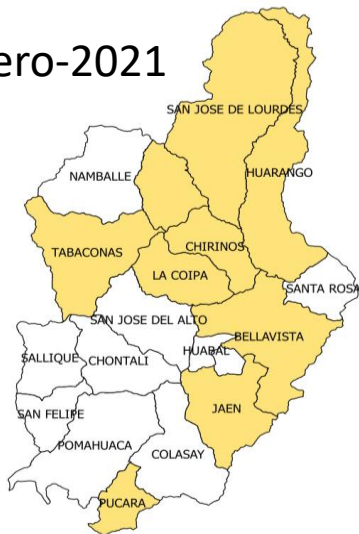 ero-2021
SAN JOSE DE LOURDES
HUARANGO
NAMBALLE
CHIRINOS
TABACONAS
LA COIPA
SANTA ROSA
SAN JOSE DEL ALTO
BELLAVISTA
HUABAL
SALLIQUE
CHONTALI
JAEN
SAN FELIPE
POMAHUACA
COLASAY
PUCARA